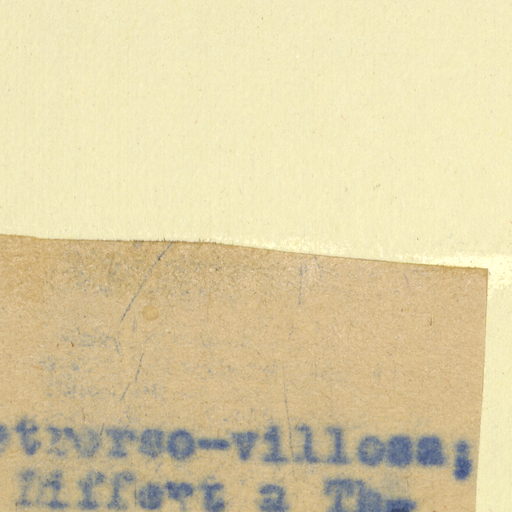 etrorso--villosa;
Differt a Th-